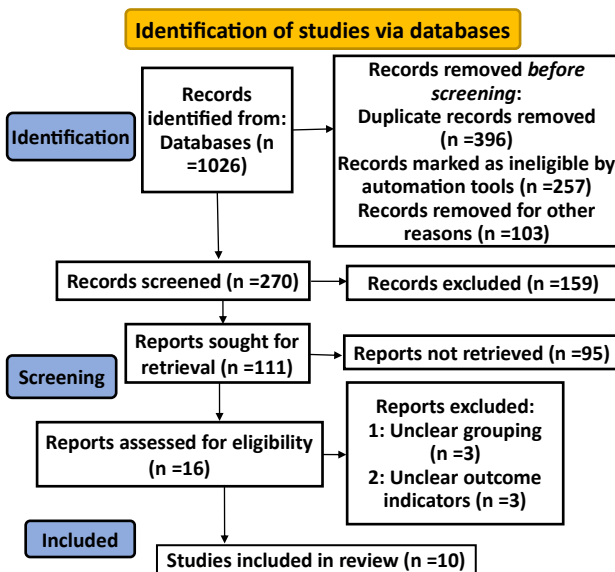 Identification of studies via databases
Identification
Records
identified from:
Databases (n
=1026)
Records removed before
screening:
Duplicate records removed
(n =396)
Records marked as ineligible by
automation tools (n =257)
Records removed for other
reasons (n =103)
Records screened (n =270)
Records excluded (n =159)
Screening
Reports sought for
retrieval (n =111)
Reports not retrieved (n =95)
Reports assessed for eligibility
(n =16)
Reports excluded:
1: Unclear grouping
(n =3)
2: Unclear outcome
indicators (n =3)
Included
Studies included in review (n =10)